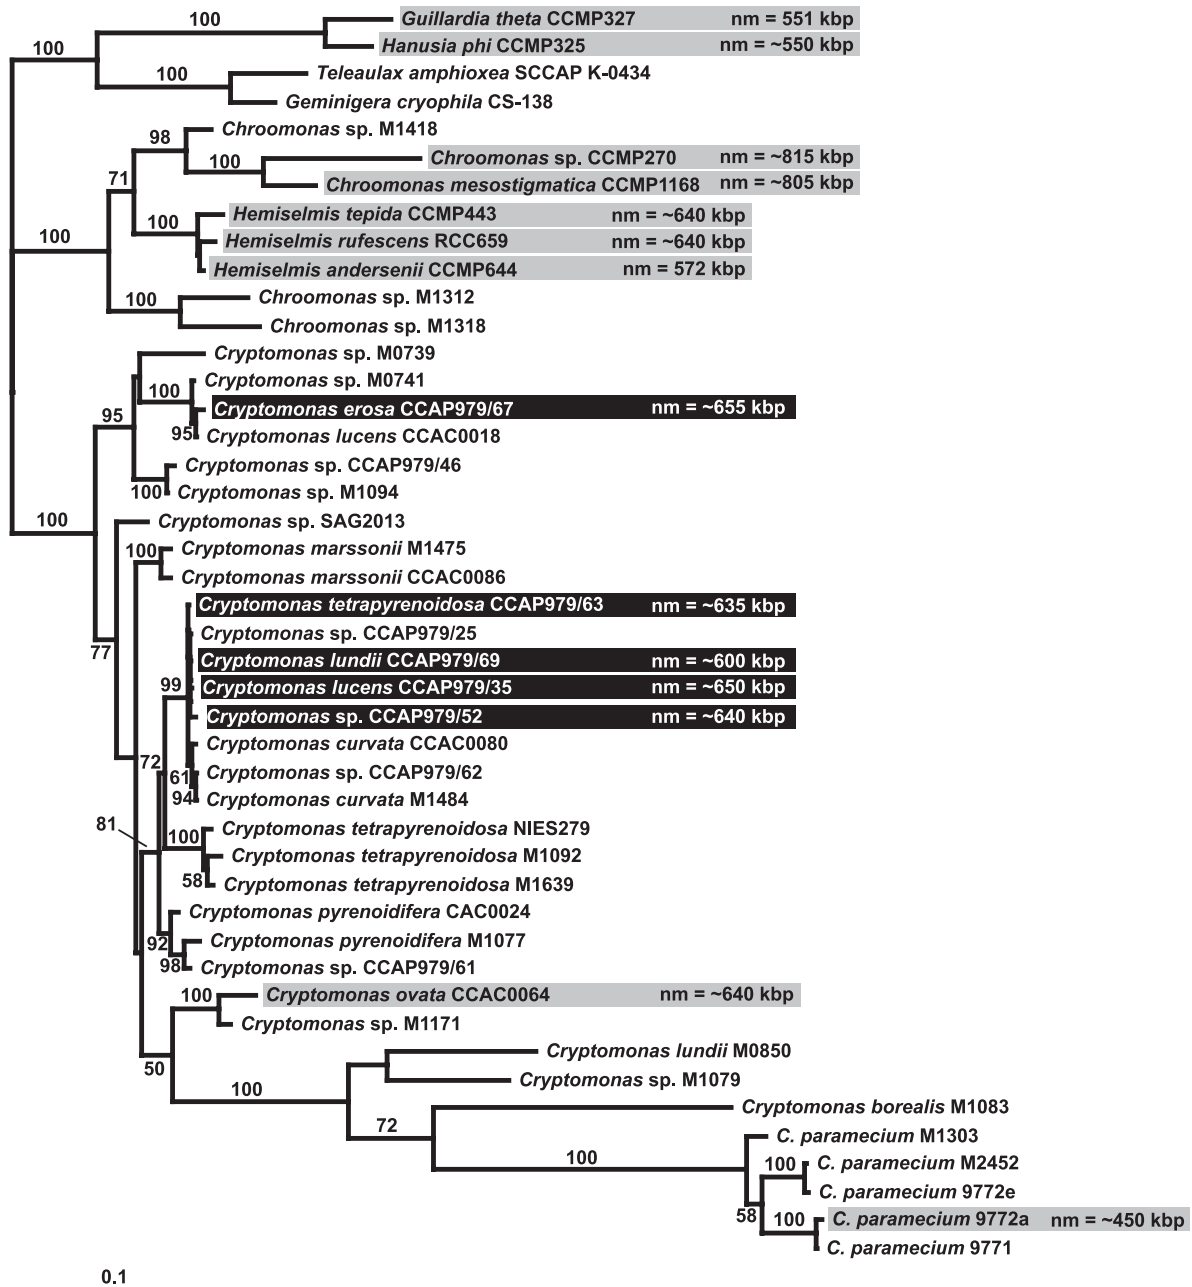 100 Guillardia theta CCMP327 nm = 551 kbp
100 Hanusia phi CCMP325 nm = ~550 kbp
100 Teleaulax amphioxea SCCAP K-0434
Geminigera cryophila CS-138
98 Chroomonas sp. M1418
100 Chroomonas sp. CCMP270 nm = ~815 kbp
71 Chroomonas mesostigmatica CCMP1168 nm = ~805 kbp
100 Hemiselmis tepida CCMP443 nm = ~640 kbp
100 Hemiselmis rufescens RCC659 nm = ~640 kbp
Hemiselmis andersenii CCMP644 nm = 572 kbp
100 Chroomonas sp. M1312
Chroomonas sp. M1318
Cryptomonas sp. M0739
100 Cryptomonas sp. M0741
95 Cryptomonas erosa CCAP979/67 nm = ~655 kbp
95 Cryptomonas lucens CCAC0018
Cryptomonas sp. CCAP979/46
100 Cryptomonas sp. M1094
100 Cryptomonas sp. SAG2013
100 Cryptomonas marssonii M1475
Cryptomonas marssonii CCAC0086
Cryptomonas tetrapyrenoidosa CCAP979/63 nm = ~635 kbp
Cryptomonas sp. CCAP979/25
77 Cryptomonas lundii CCAP979/69 nm = ~600 kbp
99 Cryptomonas lucens CCAP979/35 nm = ~650 kbp
Cryptomonas sp. CCAP979/52 nm = ~640 kbp
Cryptomonas curvata CCAC0080
72 61 Cryptomonas sp. CCAP979/62
94 Cryptomonas curvata M1484
81 100 Cryptomonas tetrapyrenoidosa NIES279
Cryptomonas tetrapyrenoidosa M1092
58 Cryptomonas tetrapyrenoidosa M1639
Cryptomonas pyrenoidifera CAC0024
92 Cryptomonas pyrenoidifera M1077
98 Cryptomonas sp. CCAP979/61
100 Cryptomonas ovata CCAC0064 nm = ~640 kbp
Cryptomonas sp. M1171
Cryptomonas lundii M0850
50 100 Cryptomonas sp. M1079
72 Cryptomonas borealis M1083
C. paramecium M1303
100 100 C. paramecium M2452
C. paramecium 9772e
58 100 C. paramecium 9772a nm = ~450 kbp
C. paramecium 9771
0.1